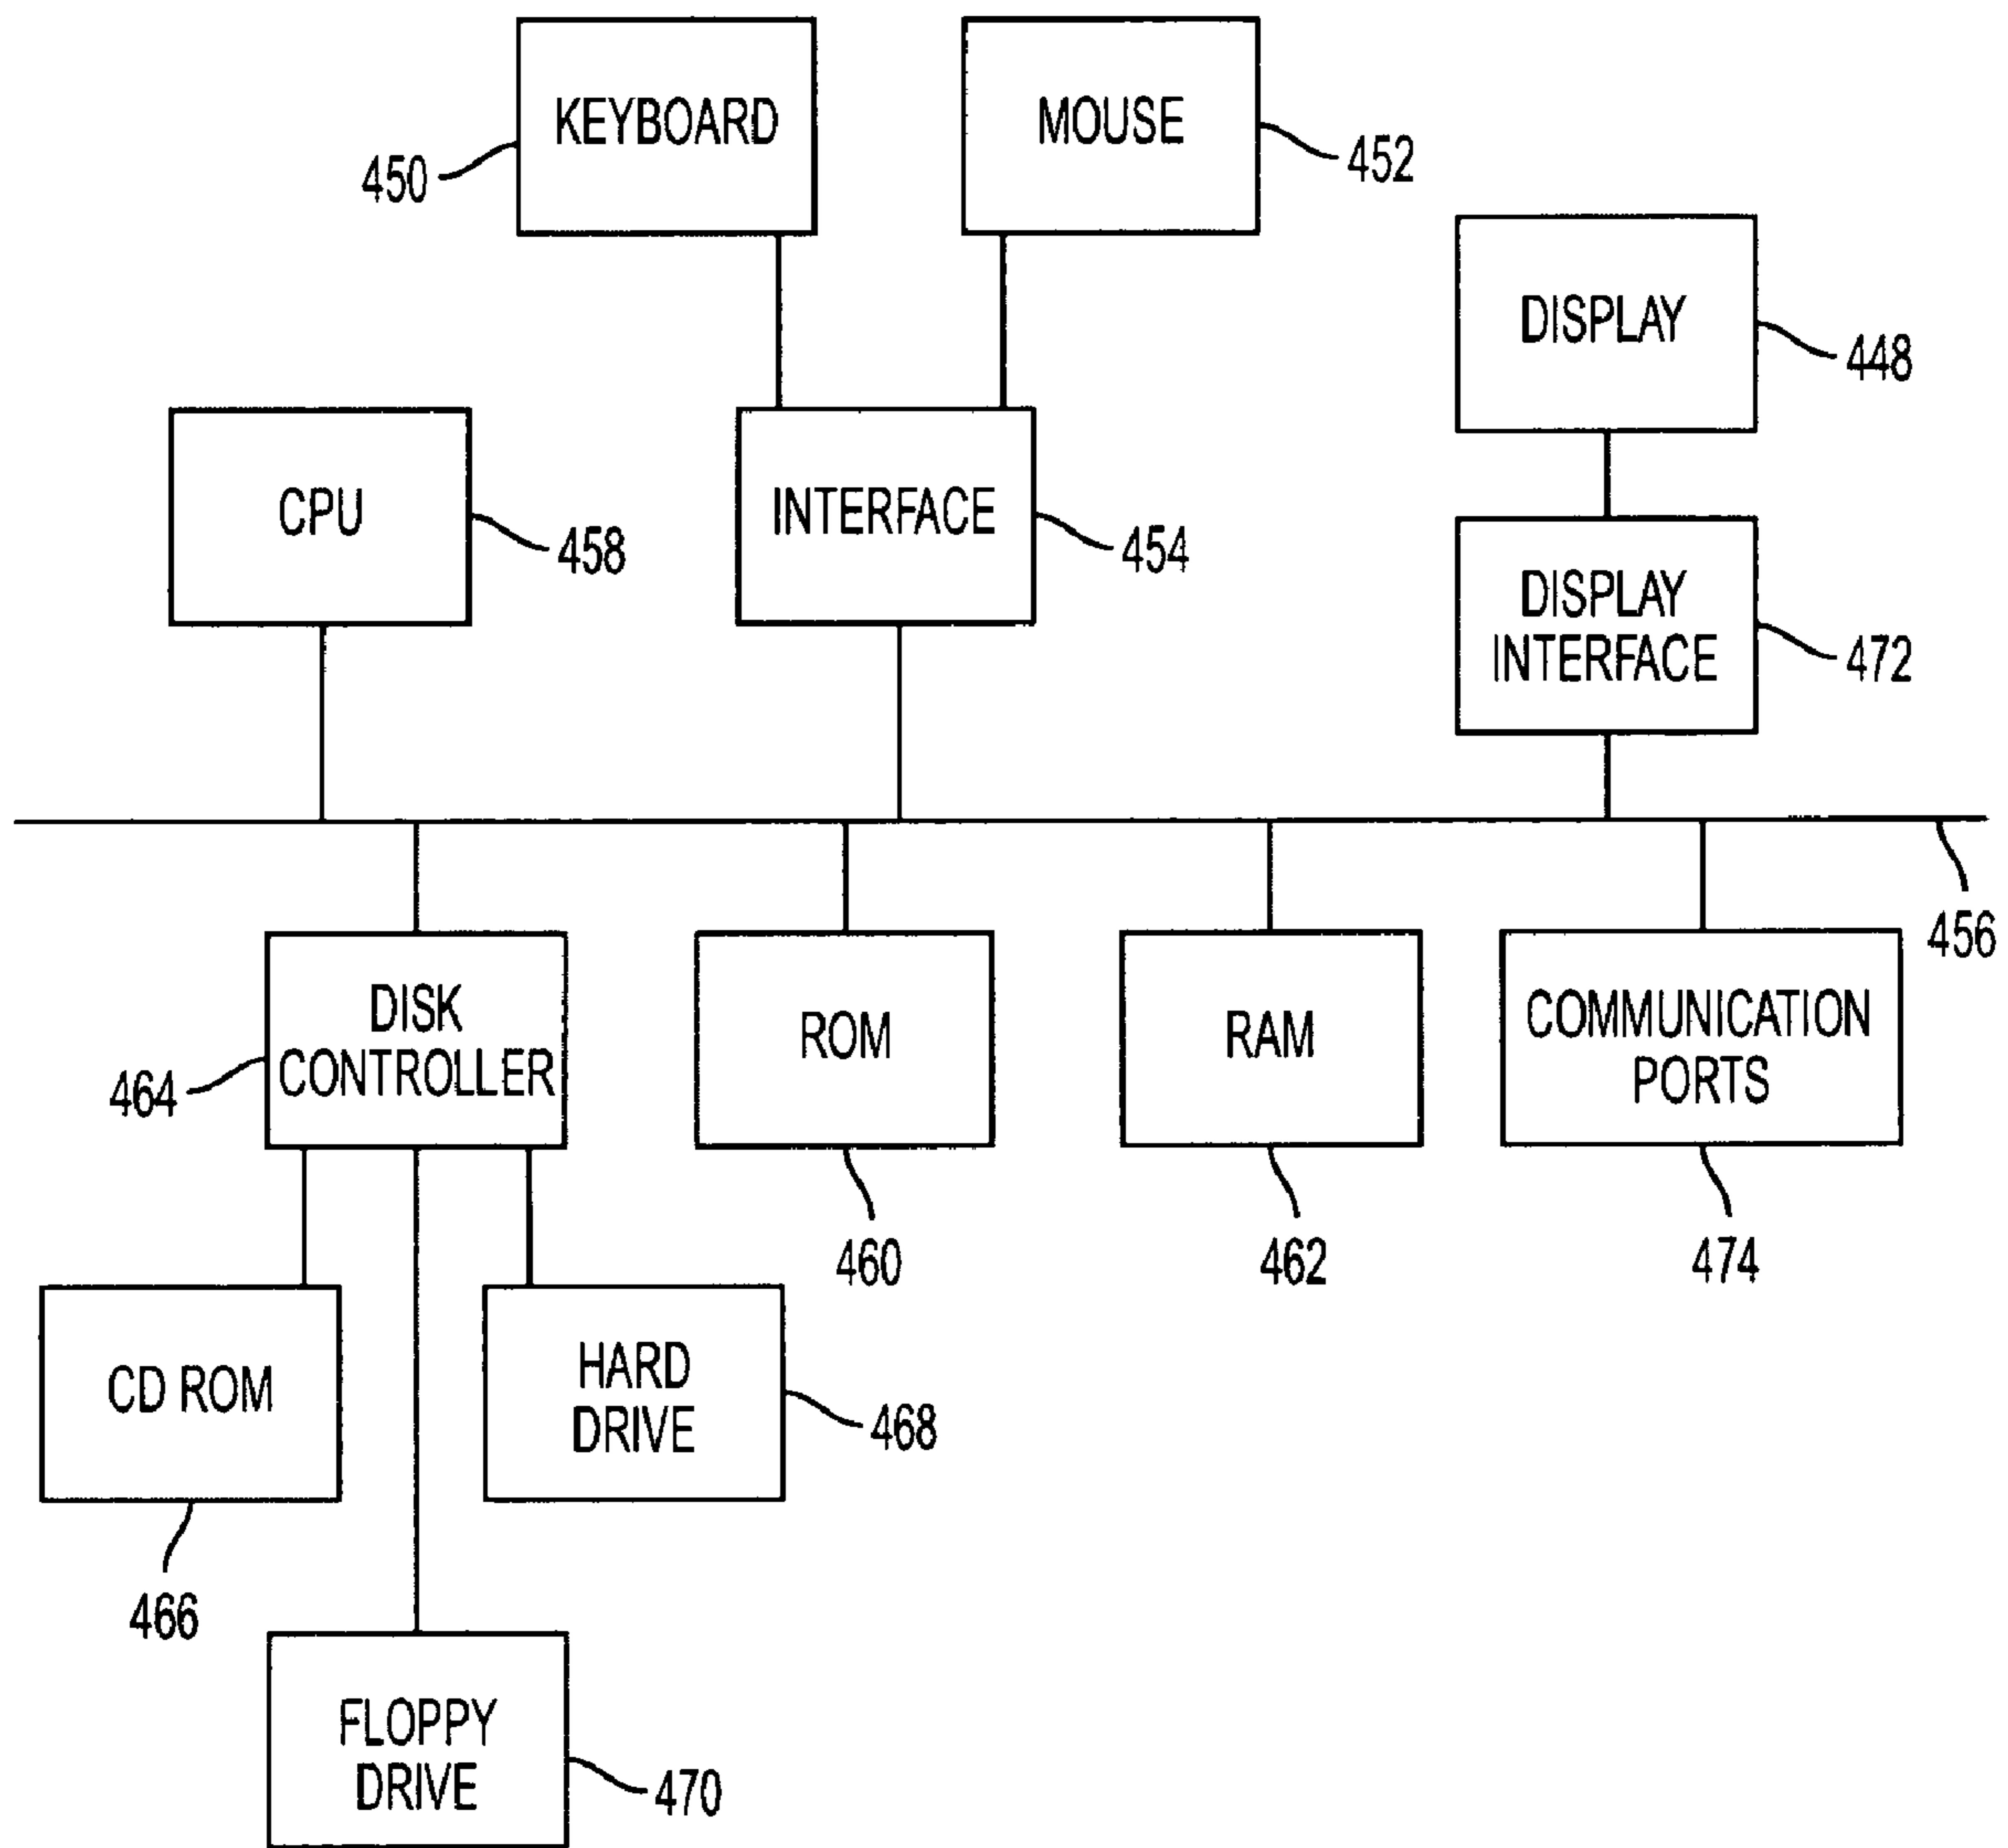 KEYBOARD
450
MOUSE
452
DISPLAY
448
CPU
458
INTERFACE
454
DISPLAY
INTERFACE
472
456
DISK
CONTROLLER
464
ROM
460
RAM
462
COMMUNICATION
PORTS
474
CD ROM
466
HARD
DRIVE
468
FLOPPY
DRIVE
470